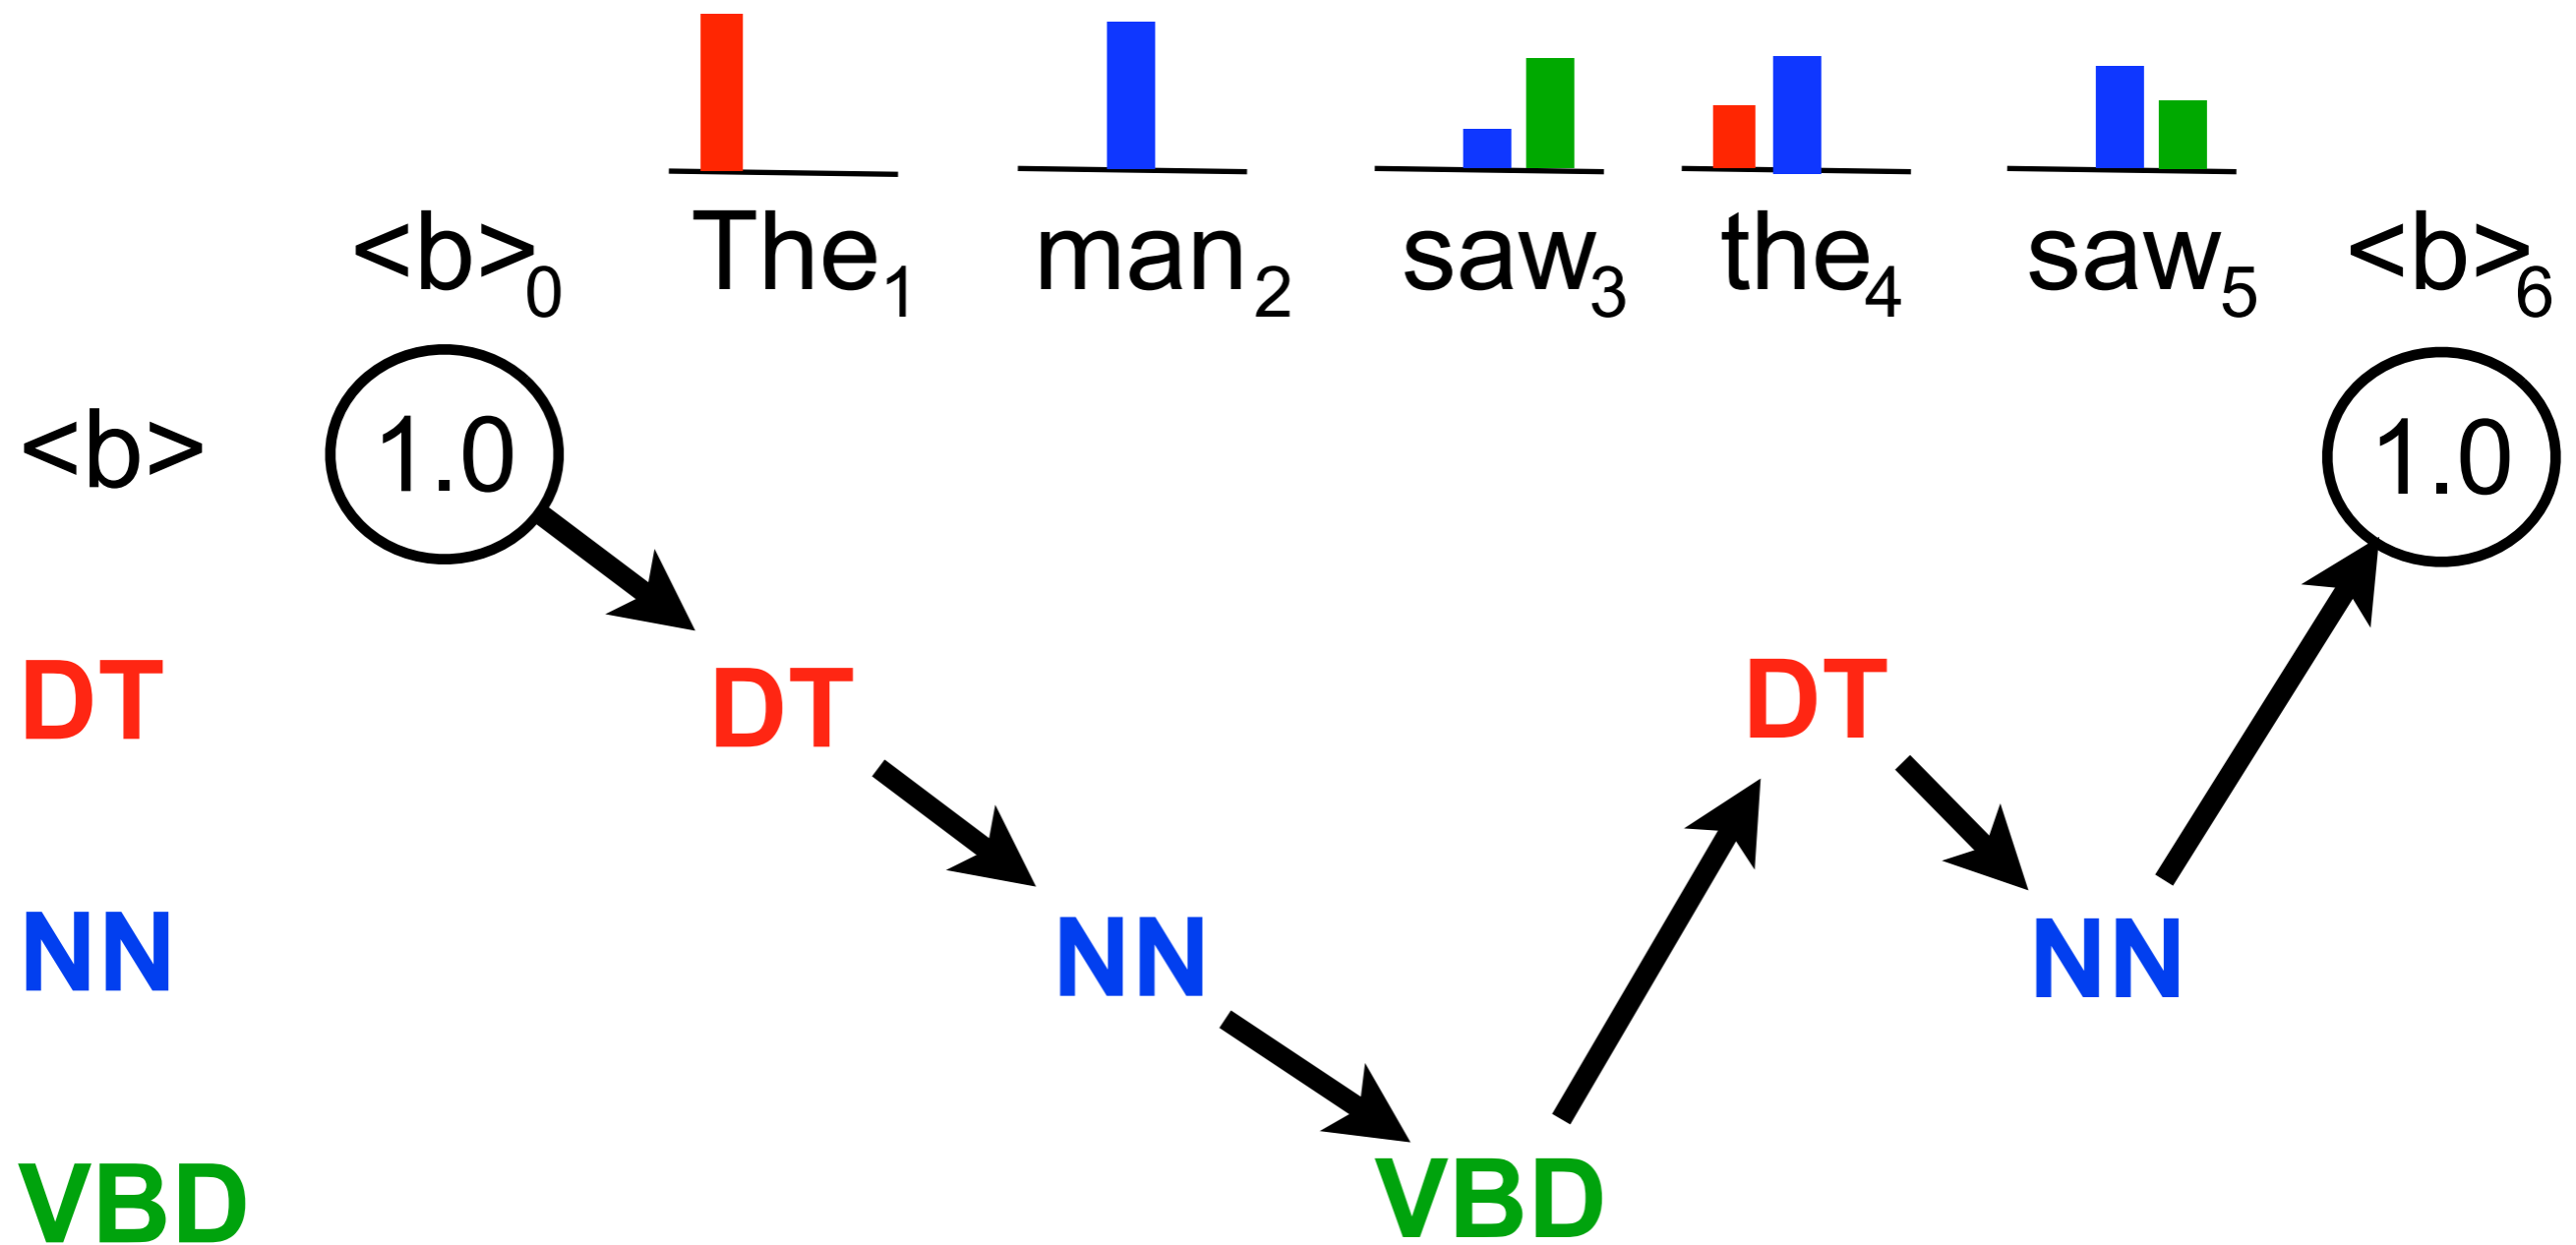 <b>0 The1 man2 saw3 the4 saw5 <b>6
<b> 1.0 1.0
DT DT DT
NN NN NN
VBD VBD